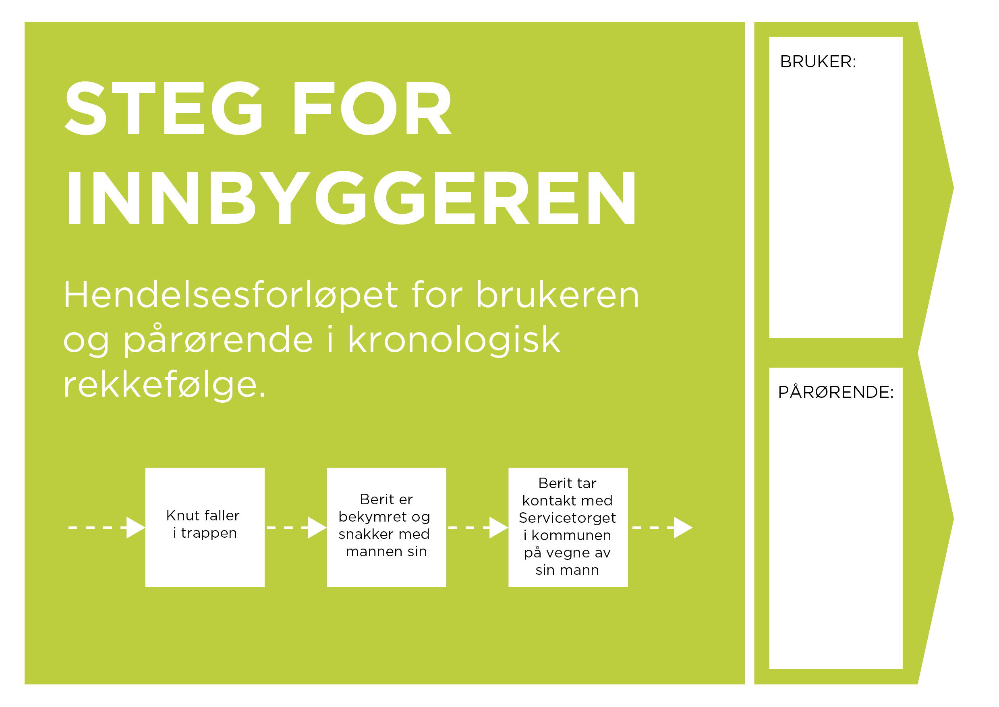 STEG FOR
INNBYGGEREN
Hendelsesforløpet for brukeren
og pårørende i kronologisk
rekkefølge.
Knut faller
i trappen
Berit er
bekymret og
snakker med
mannen sin
Berit tar
kontakt med
Servicetorget
i kommunen
på vegne av
sin mann
BRUKER:
PÅRØRENDE: